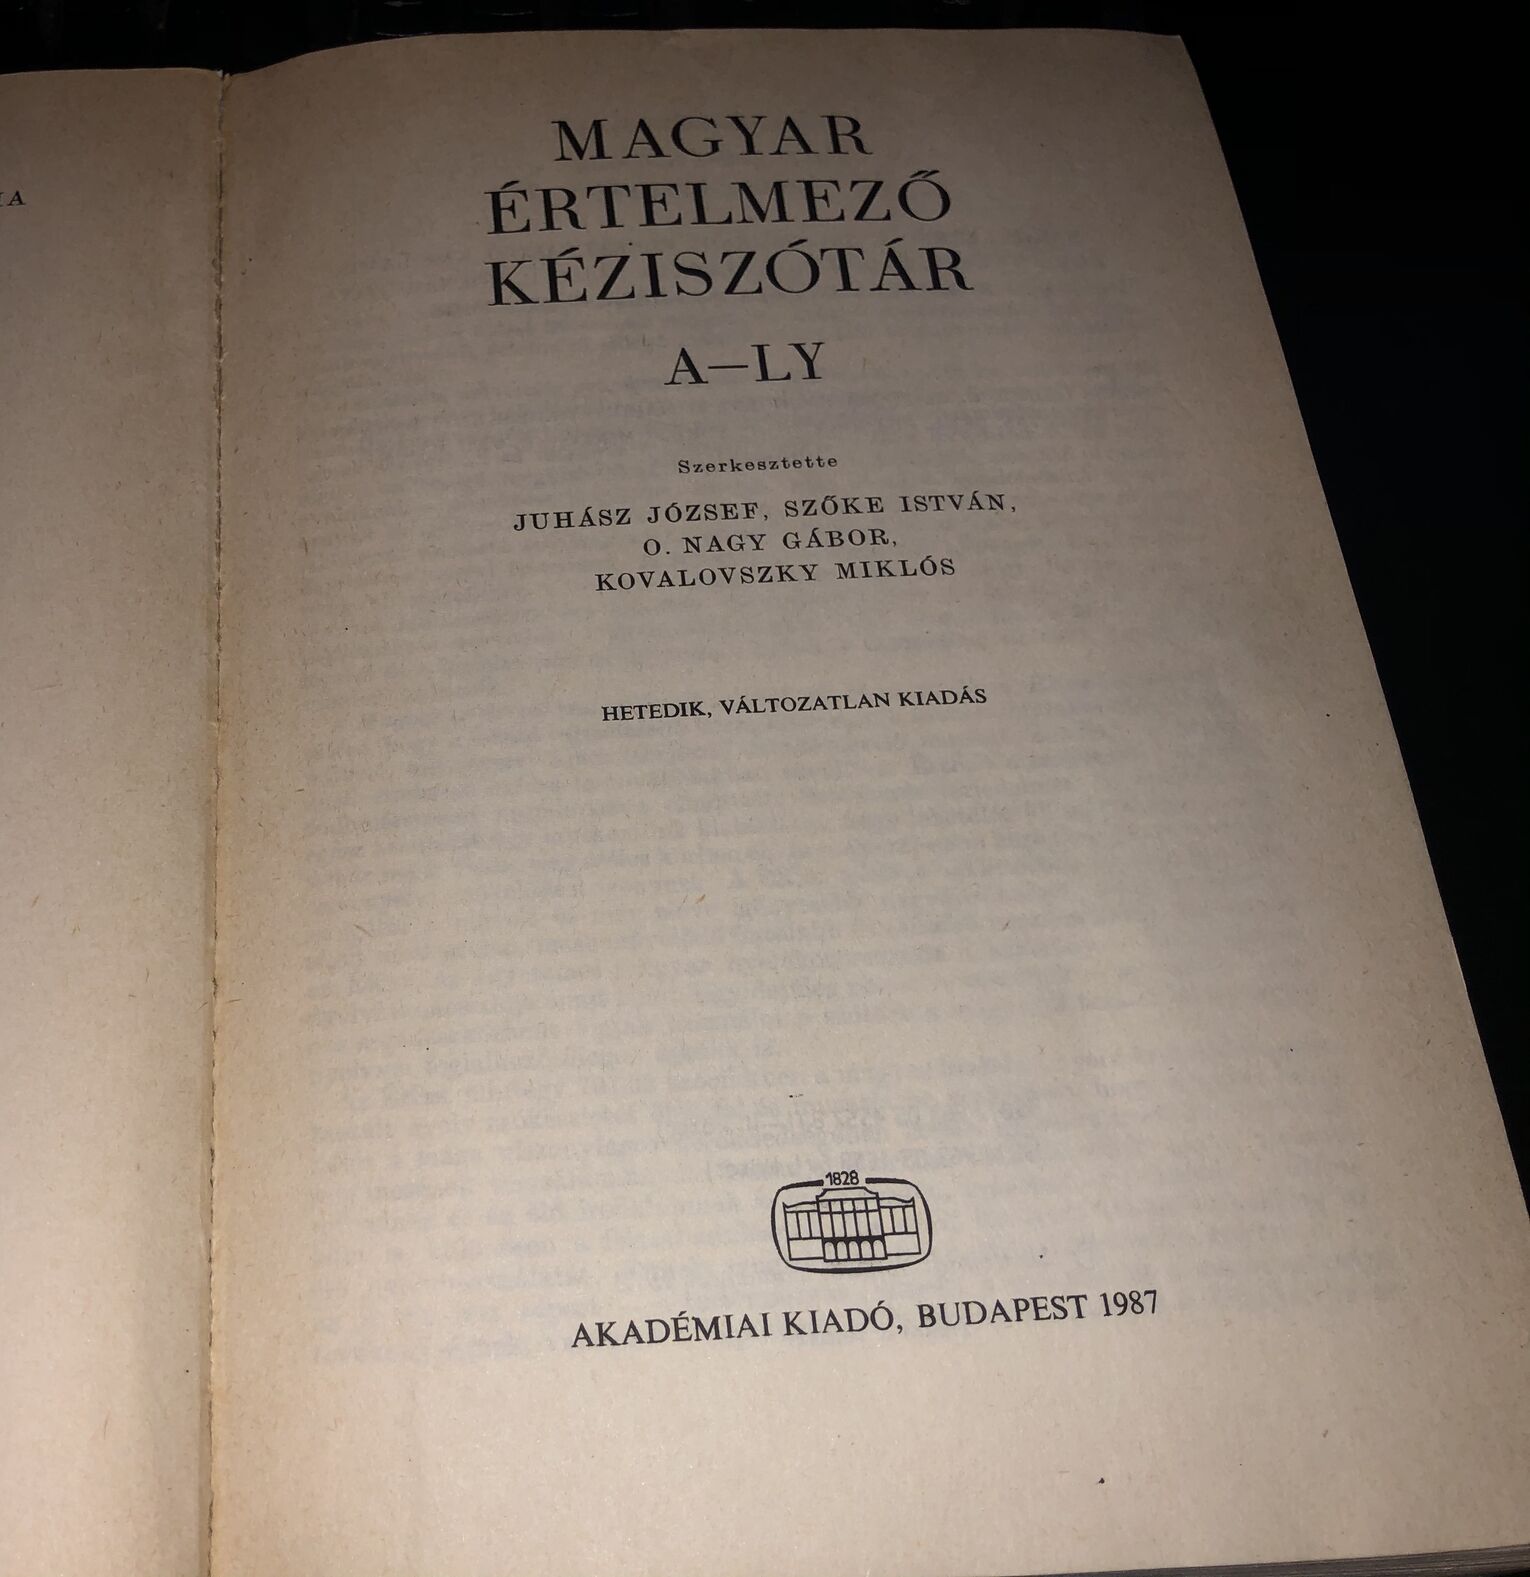 IA
MAGYAR
ÉRTELMEZŐ
KÉZISZÓTÁR
A—LY
Szerkesztette
JUHÁSZ JÓZSEF, SZŐKE ISTVÁN,
O. NAGY GÁBOR,
KOVALOVSZKY MIKLÓS
HETEDIK, VÁLTOZATLAN KIADÁS
1828
AKADÉMIAI KIADÓ, BUDAPEST 1987